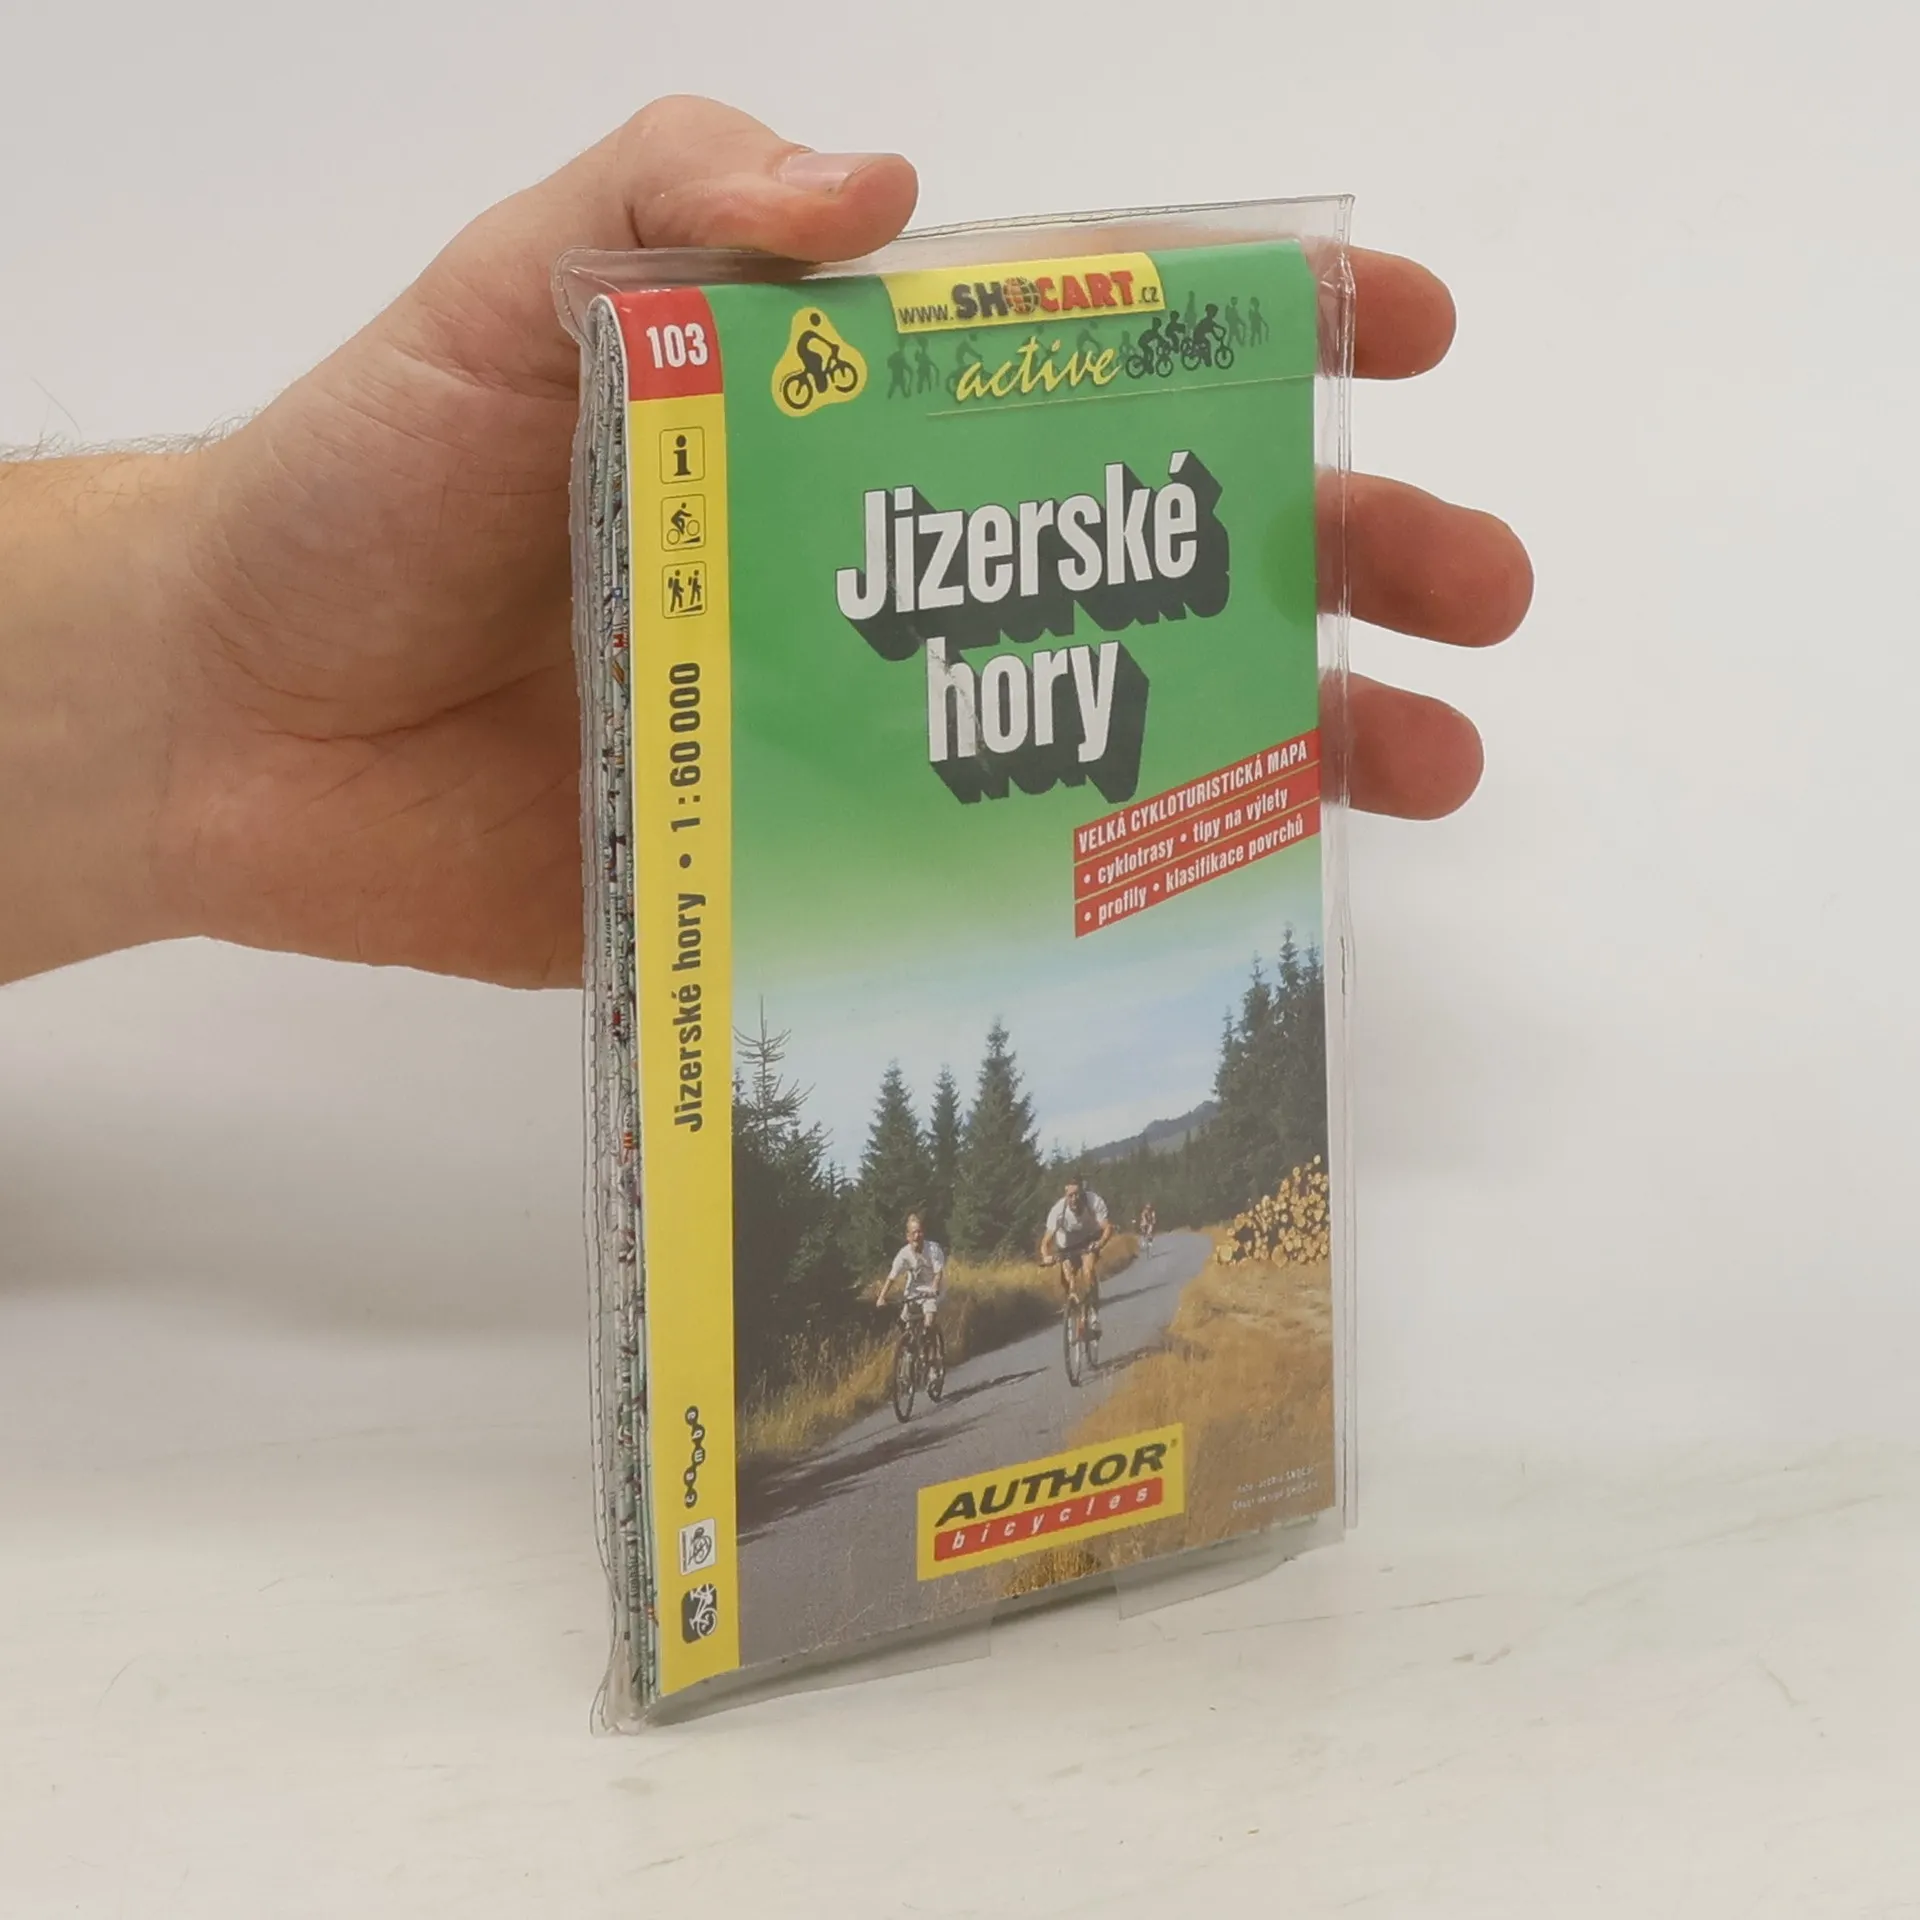 103
www.SHOCART.cz
active
Jizerské
hory
VELKÁ CYKLOTURISTICKÁ MAPA
• cyklotrasy • tipy na výlety
• profily • klasifikace povrchů
Jizerské hory • 1 : 60 000
AUTHOR®
bicycles